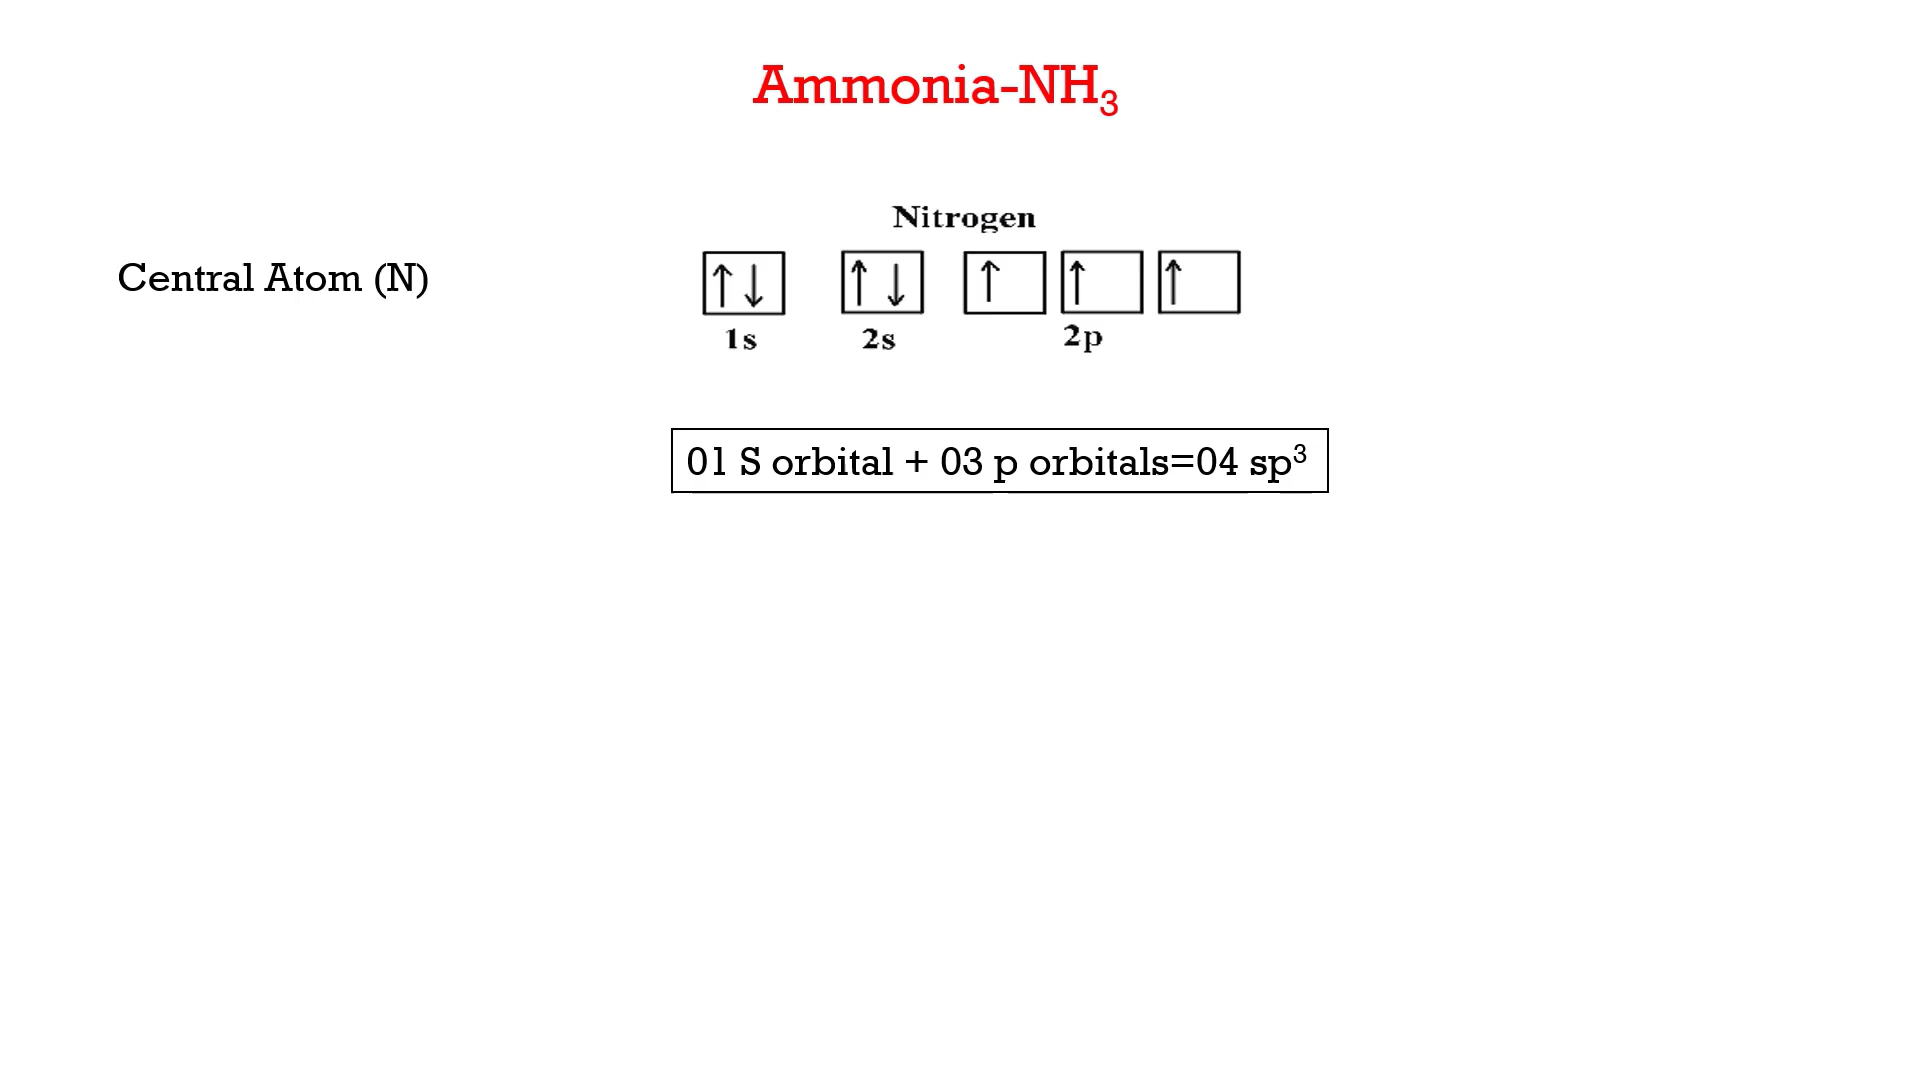 Ammonia-NH₃
Nitrogen
Central Atom (N)
1s 2s 2p
01 S orbital + 03 p orbitals=04 sp³